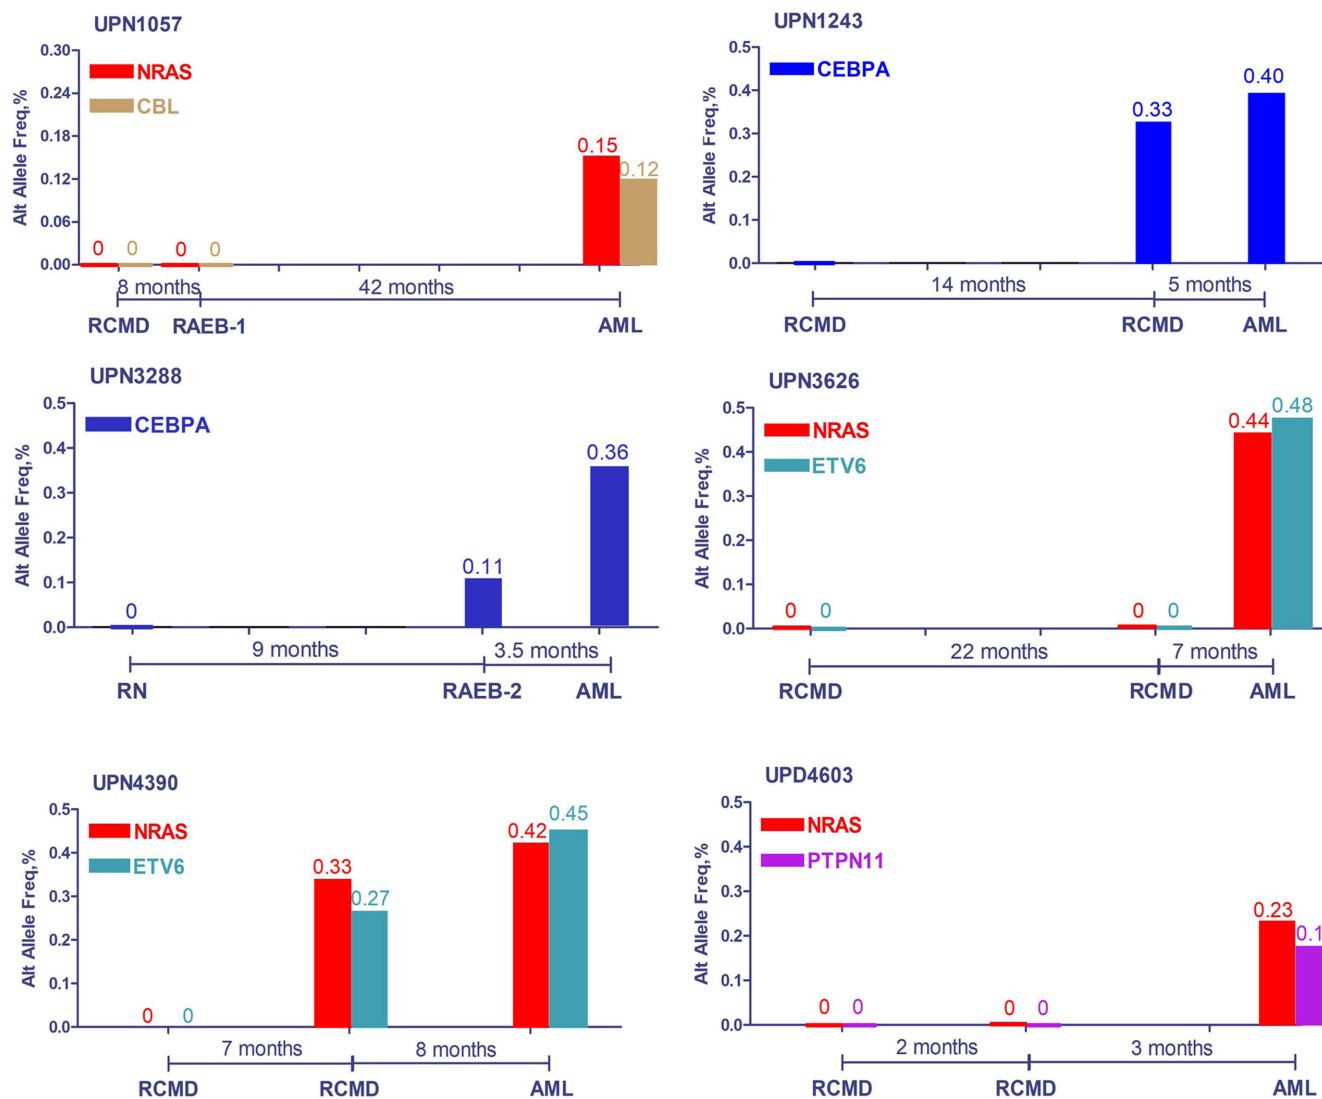 UPN1057
0.30
0.24
0.18
0.12
0.06
0.00
Alt Allele Freq,%
NRAS
CBL
0 0 0 0 0.15 0.12
8 months 42 months
RCMD RAEB-1 AML
UPN1243
0.5
0.4
0.3
0.2
0.1
0.0
Alt Allele Freq,%
CEBPA
0.33 0.40
14 months 5 months
RCMD RCMD AML
UPN3288
0.5
0.4
0.3
0.2
0.1
0.0
Alt Allele Freq,%
CEBPA
0 0.11 0.36
9 months 3.5 months
RN RAEB-2 AML
UPN3626
0.5
0.4
0.3
0.2
0.1
0.0
Alt Allele Freq,%
NRAS
ETV6
0 0 0 0 0.44 0.48
22 months 7 months
RCMD RCMD AML
UPN4390
0.5
0.4
0.3
0.2
0.1
0.0
Alt Allele Freq,%
NRAS
ETV6
0 0 0.33 0.27 0.42 0.45
7 months 8 months
RCMD RCMD AML
UPD4603
0.5
0.4
0.3
0.2
0.1
0.0
Alt Allele Freq,%
NRAS
PTPN11
0 0 0 0 0.23 0.1
2 months 3 months
RCMD RCMD AML